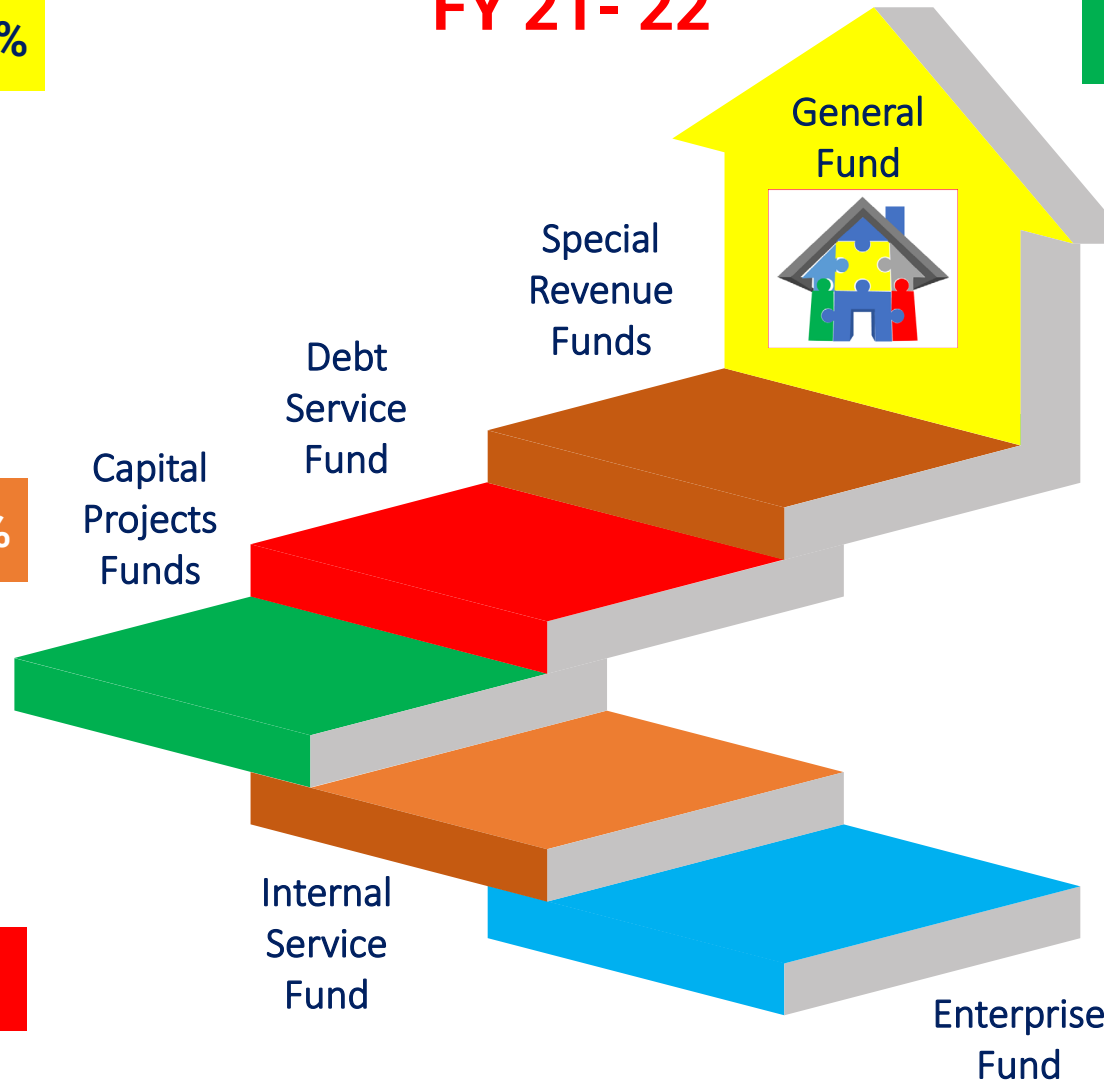 FY 21- 22
%
General
Fund
Special
Revenue
Funds
Debt
Service
Fund
Capital
Projects
Funds
%
Internal
Service
Fund
Enterprise
Fund